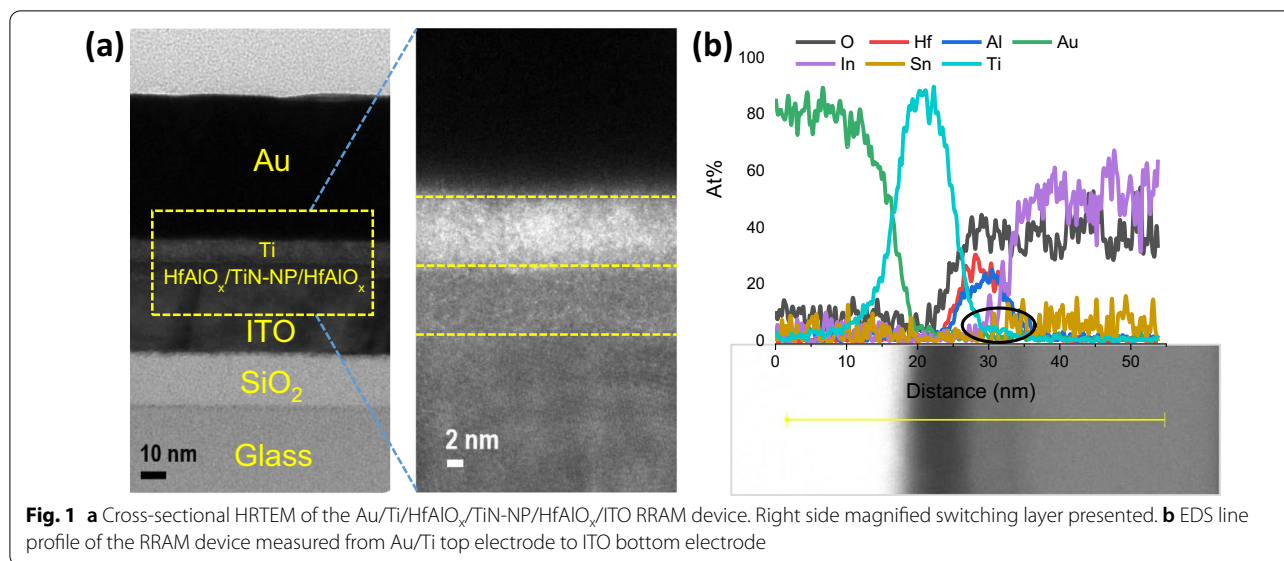 (a)
Au
Ti
HfAlOx/TiN-NP/HfAlOx
ITO
SiO2
Glass
10 nm
2 nm
(b)
O Hf Al Au
In Sn Ti
100
80
60
40
20
0
At%
0 10 20 30 40 50
Distance (nm)
Fig. 1 a Cross-sectional HRTEM of the Au/Ti/HfAlOx/TiN-NP/HfAlOx/ITO RRAM device. Right side magnified switching layer presented. b EDS line
profile of the RRAM device measured from Au/Ti top electrode to ITO bottom electrode